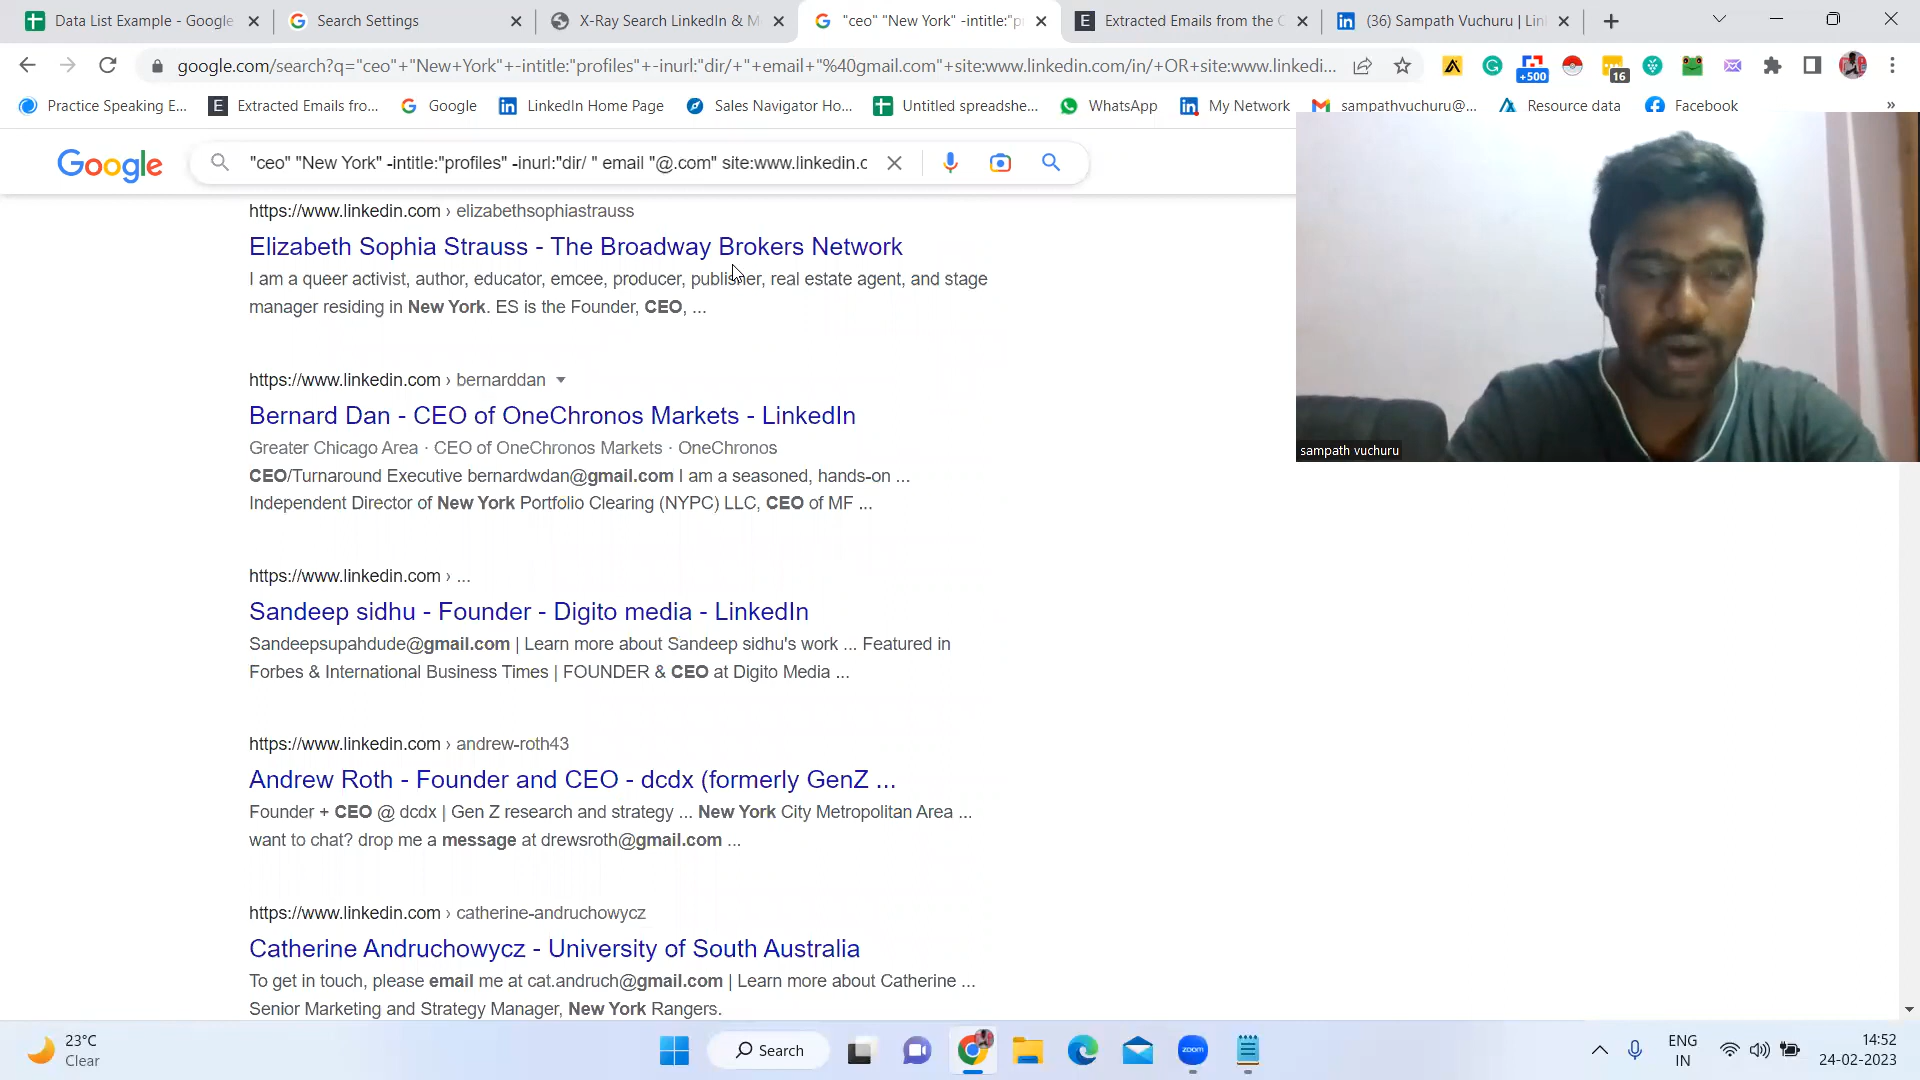 Data List Example - Google
Search Settings
X-Ray Search LinkedIn & M
"ceo" "New York" -intitle:"pr
Extracted Emails from the
(36) Sampath Vuchuru | Lin
google.com/search?q="ceo"+"New+York"+-intitle:"profiles"+-inurl:"dir/+"+email+"%40gmail.com"+site:www.linkedin.com/in/+OR+site:www.linkedi...
+500
16
Practice Speaking E...
Extracted Emails fro...
Google
LinkedIn Home Page
Sales Navigator Ho...
Untitled spreadshe...
WhatsApp
My Network
sampathvuchuru@...
Resource data
Facebook
»
Google
"ceo" "New York" -intitle:"profiles" -inurl:"dir/ " email "@.com" site:www.linkedin.c
https://www.linkedin.com › elizabethsophiastrauss
Elizabeth Sophia Strauss - The Broadway Brokers Network
I am a queer activist, author, educator, emcee, producer, publisher, real estate agent, and stage
manager residing in New York. ES is the Founder, CEO, ...
https://www.linkedin.com › bernarddan
Bernard Dan - CEO of OneChronos Markets - LinkedIn
Greater Chicago Area · CEO of OneChronos Markets · OneChronos
CEO/Turnaround Executive bernardwdan@gmail.com I am a seasoned, hands-on ...
Independent Director of New York Portfolio Clearing (NYPC) LLC, CEO of MF ...
https://www.linkedin.com › ...
Sandeep sidhu - Founder - Digito media - LinkedIn
Sandeepsupahdude@gmail.com | Learn more about Sandeep sidhu's work ... Featured in
Forbes & International Business Times | FOUNDER & CEO at Digito Media ...
https://www.linkedin.com › andrew-roth43
Andrew Roth - Founder and CEO - dcdx (formerly GenZ ...
Founder + CEO @ dcdx | Gen Z research and strategy ... New York City Metropolitan Area ...
want to chat? drop me a message at drewsroth@gmail.com ...
https://www.linkedin.com › catherine-andruchowycz
Catherine Andruchowycz - University of South Australia
To get in touch, please email me at cat.andruch@gmail.com | Learn more about Catherine ...
Senior Marketing and Strategy Manager, New York Rangers.
sampath vuchuru
23°C
Clear
Search
zoom
ENG
IN
14:52
24-02-2023